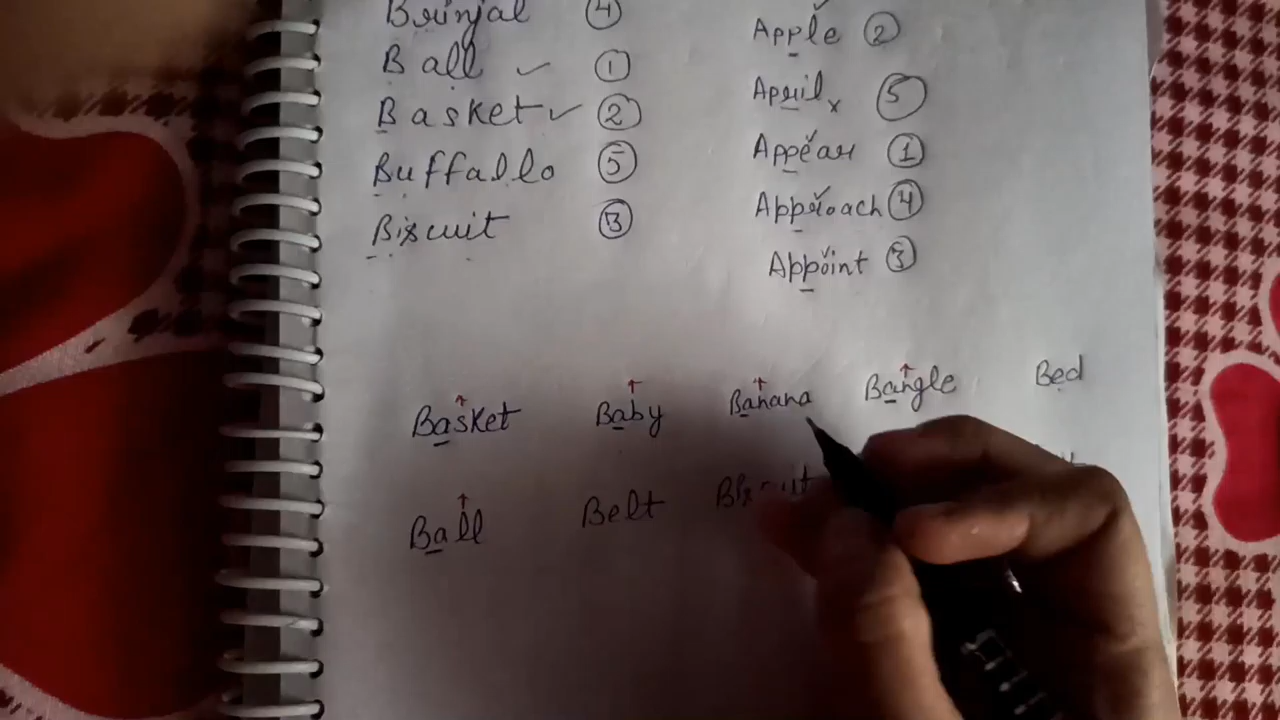 Brinjal 4
Ball ✓ 1
Basket ✓ 2
Buffallo 5
Biscuit 3
Apple 2
April x 5
Appear 1
Approach 4
Appoint 3
Basket Baby Banana Bangle Bed
Ball Belt